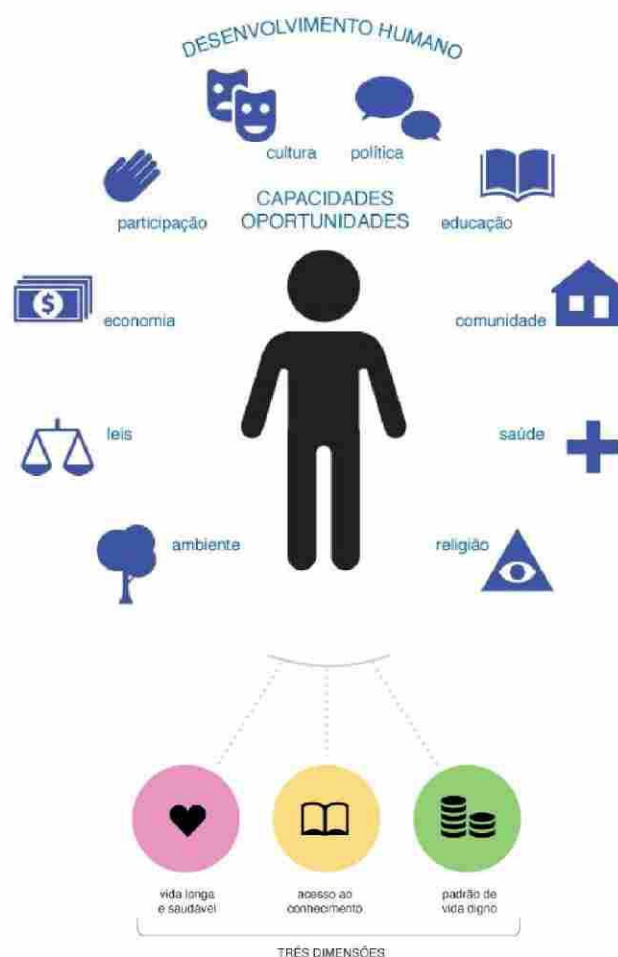 DESENVOLVIMENTO HUMANO
cultura
política
participação
CAPACIDADES
OPORTUNIDADES
educação
$
economia
comunidade
leis
saúde
ambiente
religião
vida longa
e saudável
acesso ao
conhecimento
padrão de
vida digno
TRÊS DIMENSÕES